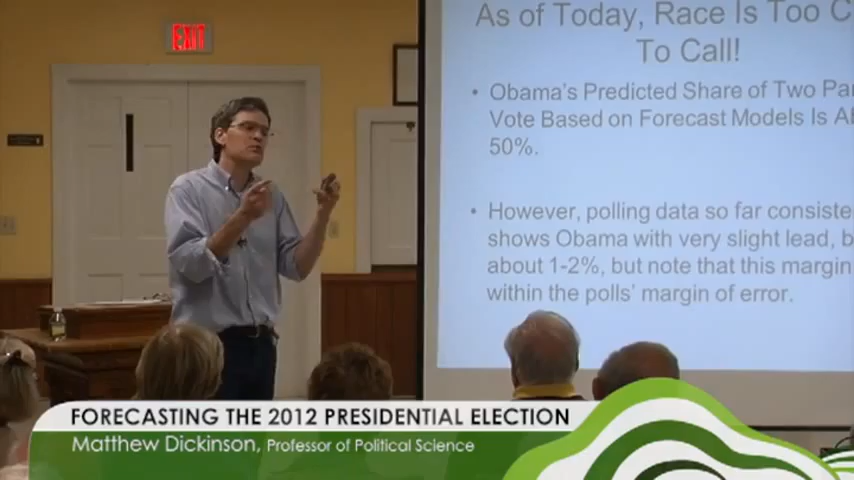 EXIT
As of Today, Race Is Too
To Call!
• Obama's Predicted Share of Two
Vote Based on Forecast Models Is
50%.
• However, polling data so far
shows Obama with very slight lead,
about 1-2%, but note that this margin
within the polls' margin of error.
FORECASTING THE 2012 PRESIDENTIAL ELECTION
Matthew Dickinson, Professor of Political Science